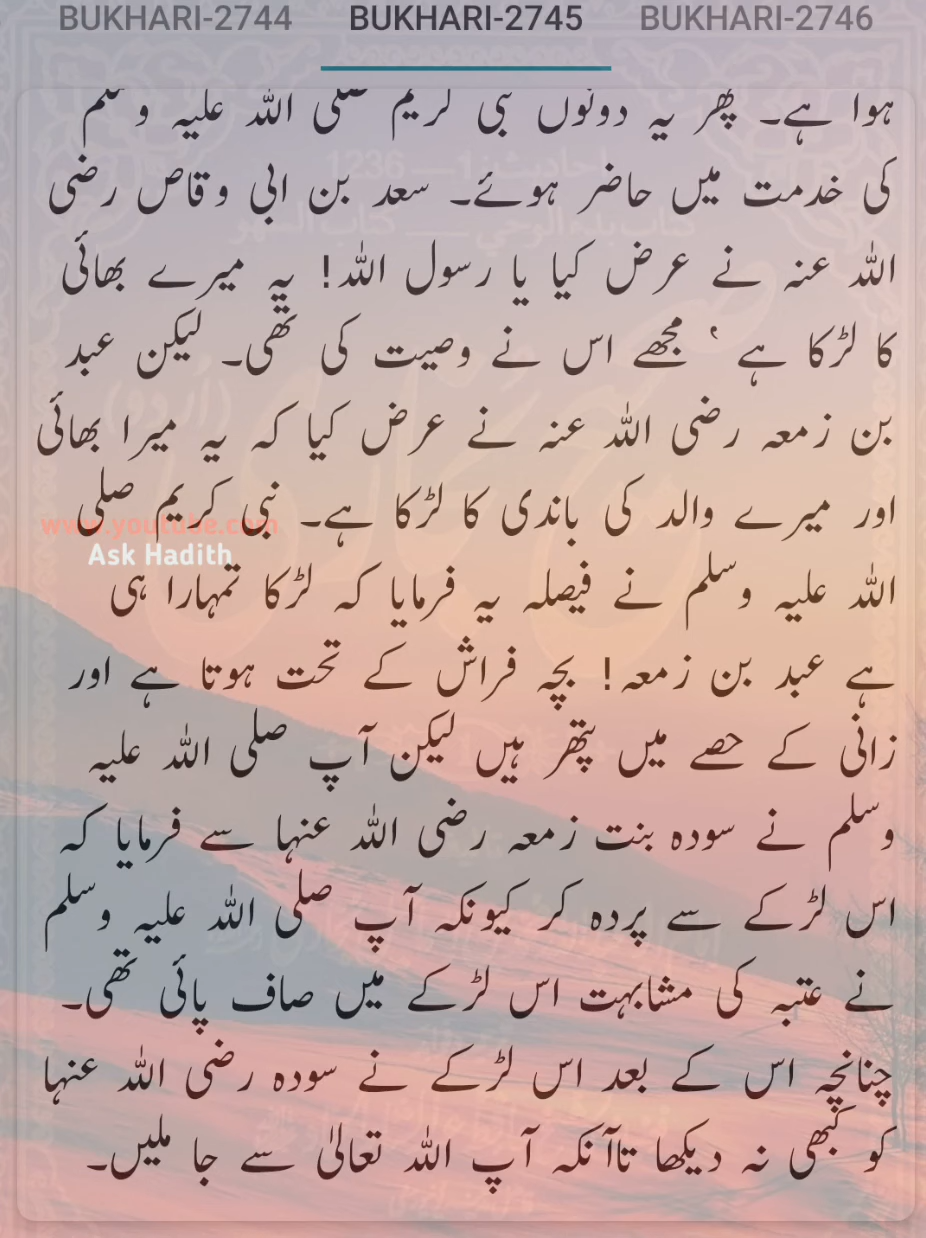 BUKHARI-2744 BUKHARI-2745 BUKHARI-2746
ہوا ہے۔ پھر یہ دونوں نبی کریم صلی اللہ علیہ وسلم
کی خدمت میں حاضر ہوئے۔ سعد بن ابی وقاص رضی
اللہ عنہ نے عرض کیا یا رسول اللہ! یہ میرے بھائی
کا لڑکا ہے ‘ مجھے اس نے وصیت کی تھی۔ لیکن عبد
بن زمعہ رضی اللہ عنہ نے عرض کیا کہ یہ میرا بھائی
اور میرے والد کی باندی کا لڑکا ہے۔ نبی کریم صلی
www.youtube.com
Ask Hadith
اللہ علیہ وسلم نے فیصلہ یہ فرمایا کہ لڑکا تمہارا ہی
ہے عبد بن زمعہ! بچہ فراش کے تحت ہوتا ہے اور
زانی کے حصے میں پتھر ہیں لیکن آپ صلی اللہ علیہ
وسلم نے سودہ بنت زمعہ رضی اللہ عنہا سے فرمایا کہ
اس لڑکے سے پردہ کر کیونکہ آپ صلی اللہ علیہ وسلم
نے عتبہ کی مشابہت اس لڑکے میں صاف پائی تھی۔
چنانچہ اس کے بعد اس لڑکے نے سودہ رضی اللہ عنہا
کو کبھی نہ دیکھا تاآنکہ آپ اللہ تعالیٰ سے جا ملیں۔